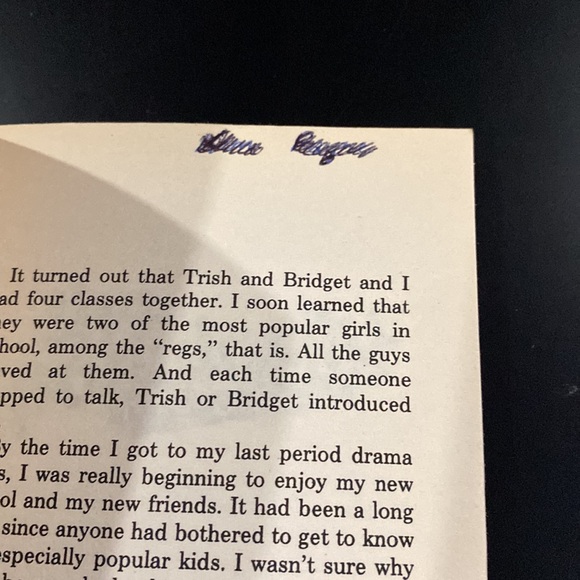 It turned out that Trish and Bridget and I
ad four classes together. I soon learned that
ey were two of the most popular girls in
hool, among the “regs,” that is. All the guys
ved at them. And each time someone
pped to talk, Trish or Bridget introduced
y the time I got to my last period drama
s, I was really beginning to enjoy my new
ol and my new friends. It had been a long
since anyone had bothered to get to know
especially popular kids. I wasn't sure why